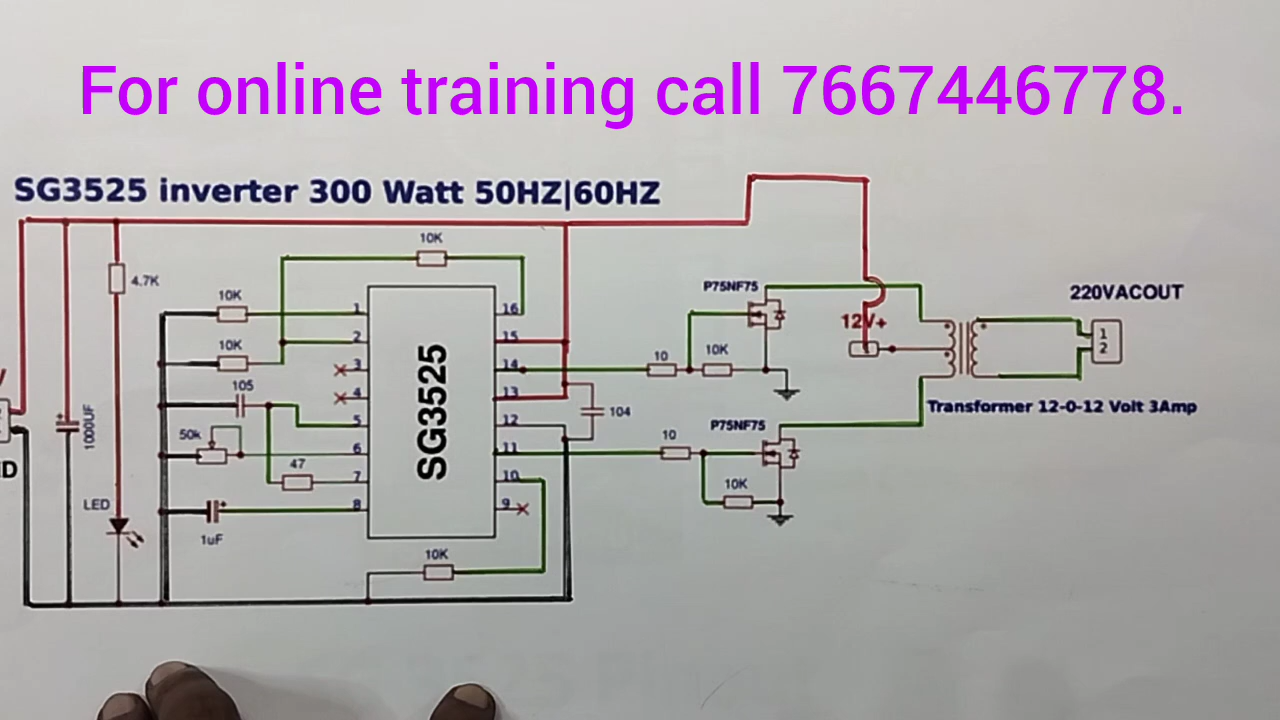 For online training call 7667446778.
SG3525 inverter 300 Watt 50HZ|60HZ
10K
4.7K
P75NF75
220VACOUT
10K
1
16
12V+
1
2
10K
2
15
10
10K
3
14
105
4
13
104
Transformer 12-0-12 Volt 3Amp
1000UF
50k
5
12
P75NF75
6
11
10
47
7
10
10K
LED
8
9
1uF
SG3525
10K